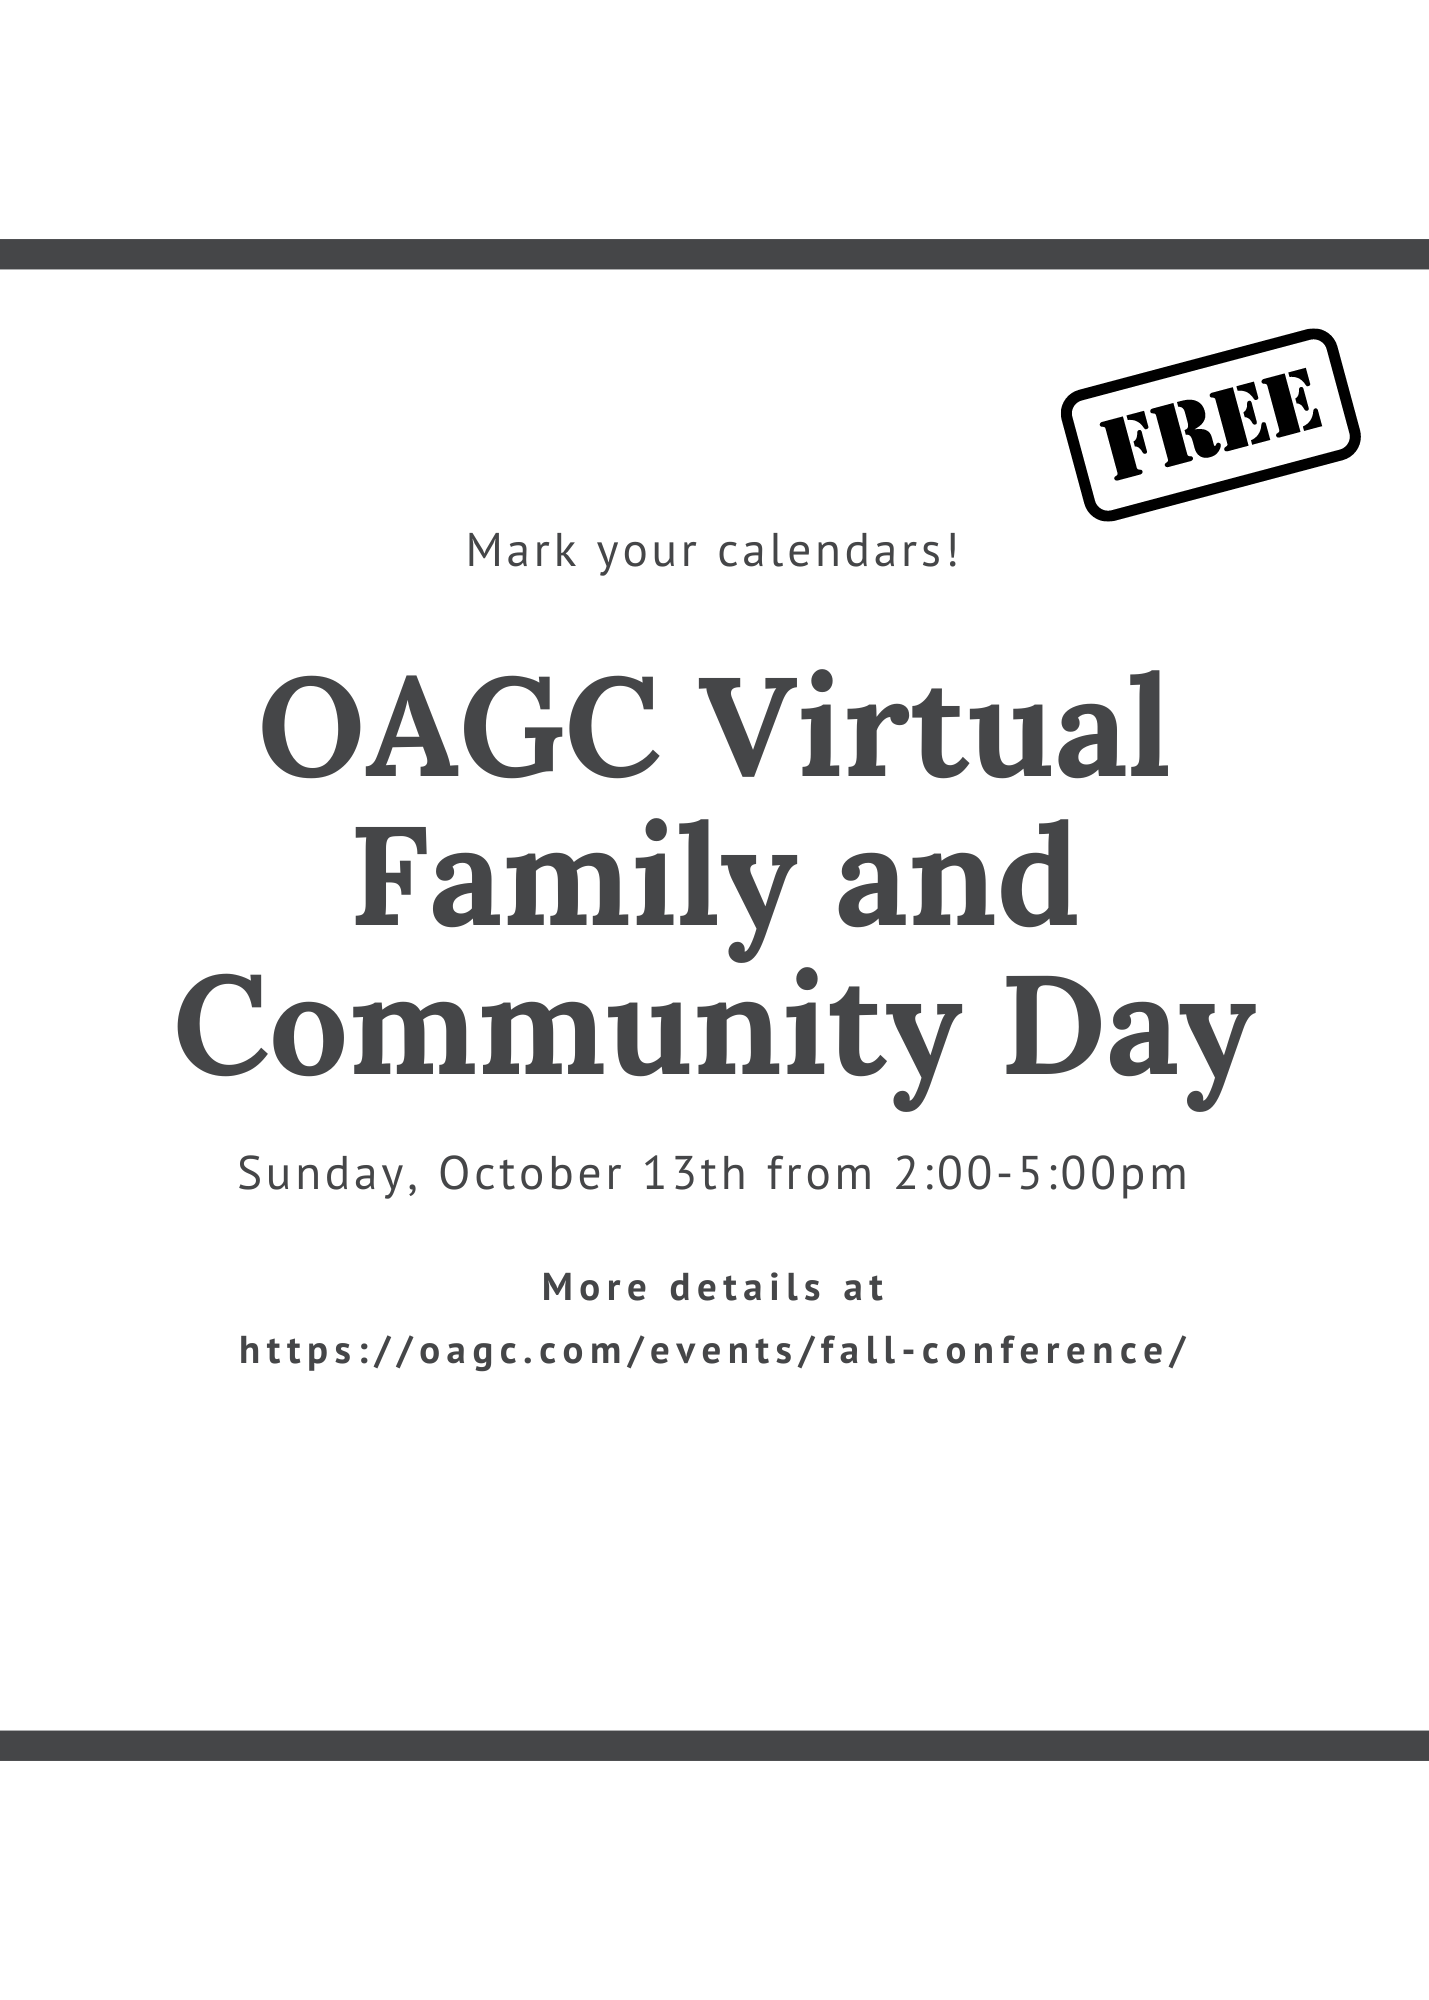 FREE
Mark your calendars!
OAGC Virtual
Family and
Community Day
Sunday, October 13th from 2:00-5:00pm
More details at
https://oagc.com/events/fall-conference/